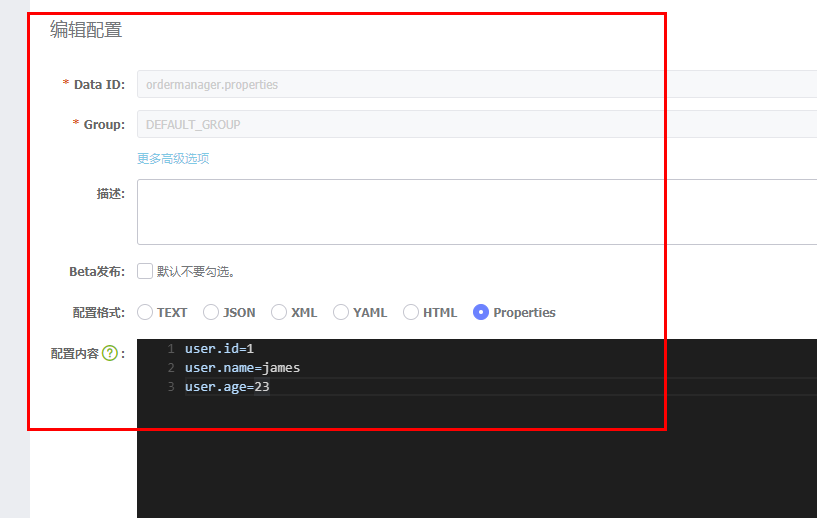 编辑配置
* Data ID: ordermanager.properties
* Group: DEFAULT_GROUP
更多高级选项
描述:
Beta发布: 默认不要勾选。
配置格式: TEXT JSON XML YAML HTML Properties
配置内容 ? : 1 user.id=1
2 user.name=james
3 user.age=23